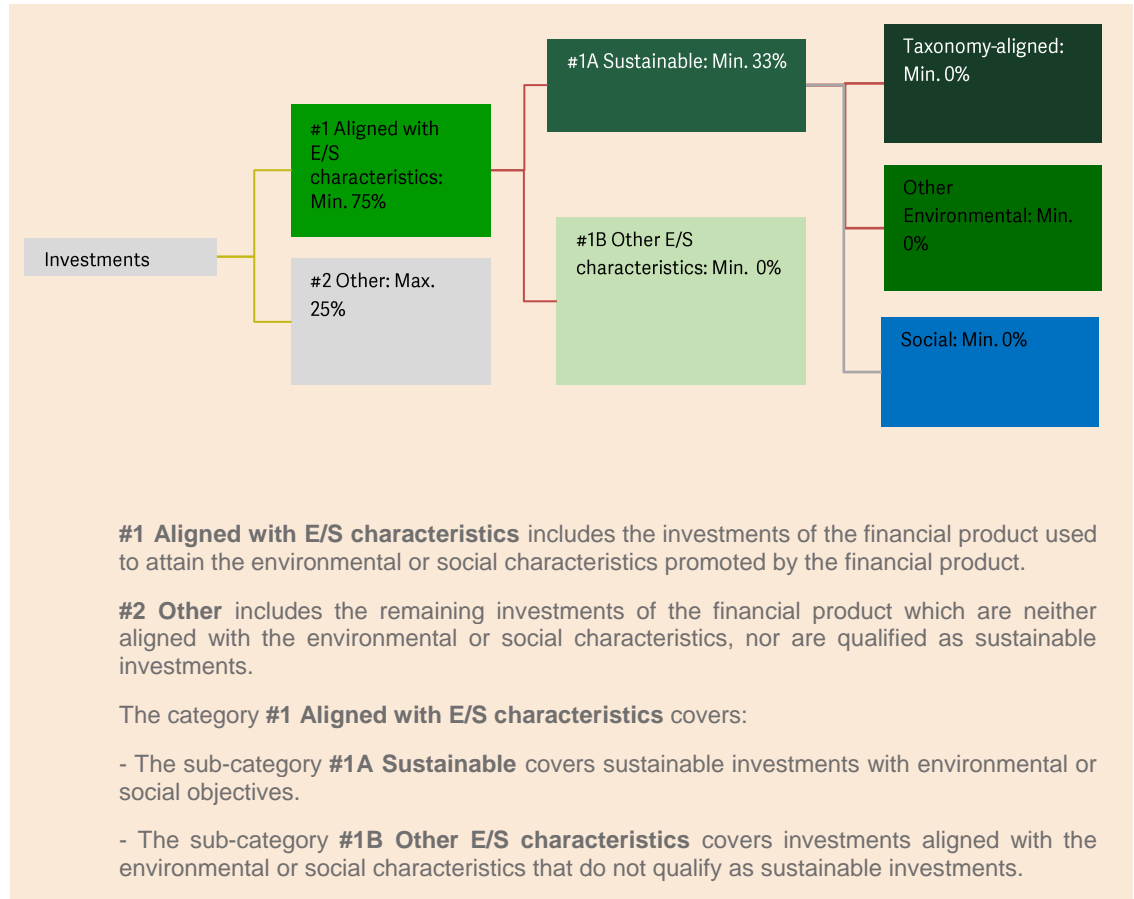 Investments
#1 Aligned with
E/S
characteristics:
Min. 75%
#2 Other: Max.
25%
#1A Sustainable: Min. 33%
#1B Other E/S
characteristics: Min. 0%
Taxonomy-aligned:
Min. 0%
Other
Environmental: Min.
0%
Social: Min. 0%
#1 Aligned with E/S characteristics includes the investments of the financial product used
to attain the environmental or social characteristics promoted by the financial product.
#2 Other includes the remaining investments of the financial product which are neither
aligned with the environmental or social characteristics, nor are qualified as sustainable
investments.
The category #1 Aligned with E/S characteristics covers:
- The sub-category #1A Sustainable covers sustainable investments with environmental or
social objectives.
- The sub-category #1B Other E/S characteristics covers investments aligned with the
environmental or social characteristics that do not qualify as sustainable investments.